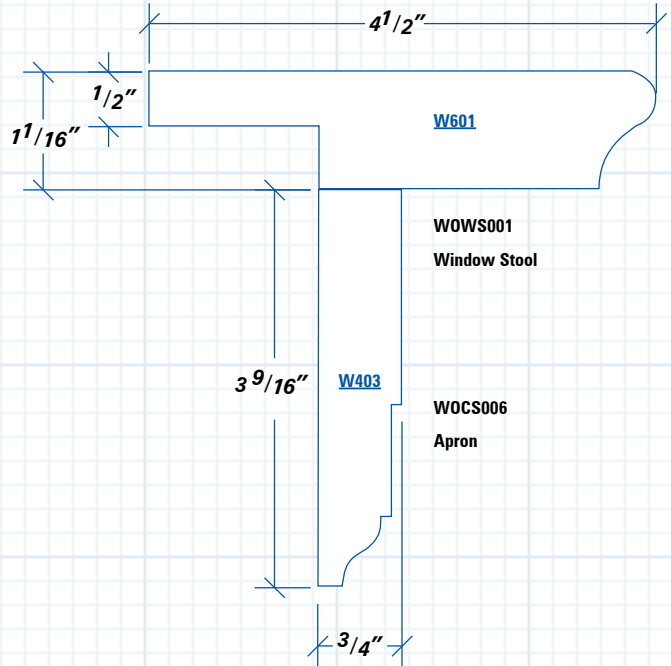 4 1/2"
1/2"
1 1/16"
W601
WOWS001
Window Stool
3 9/16"
W403
WOCS006
Apron
3/4"